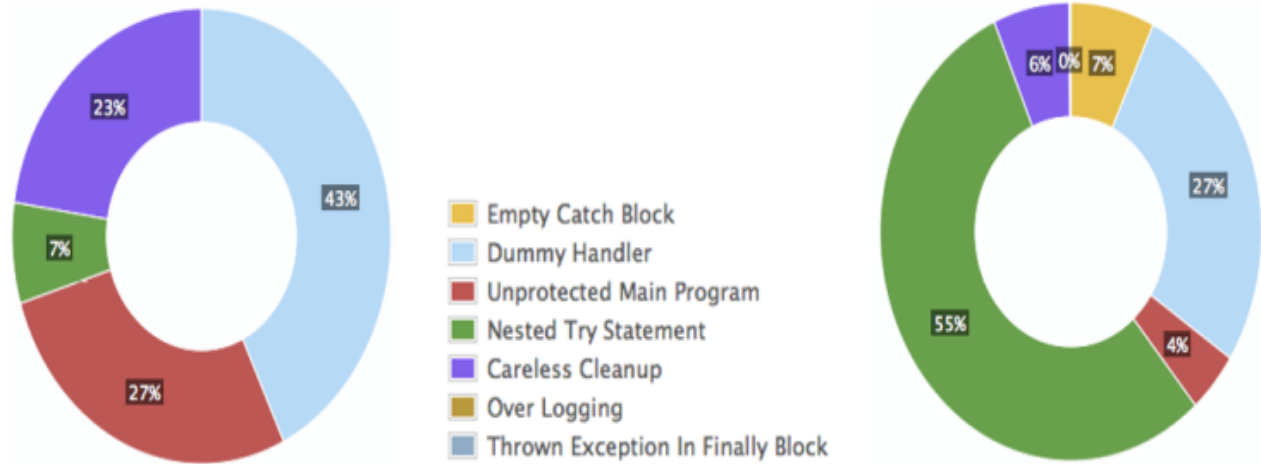 23%
43%
7%
27%
Empty Catch Block
Dummy Handler
Unprotected Main Program
Nested Try Statement
Careless Cleanup
Over Logging
Thrown Exception In Finally Block
6% 0% 7%
27%
55%
4%